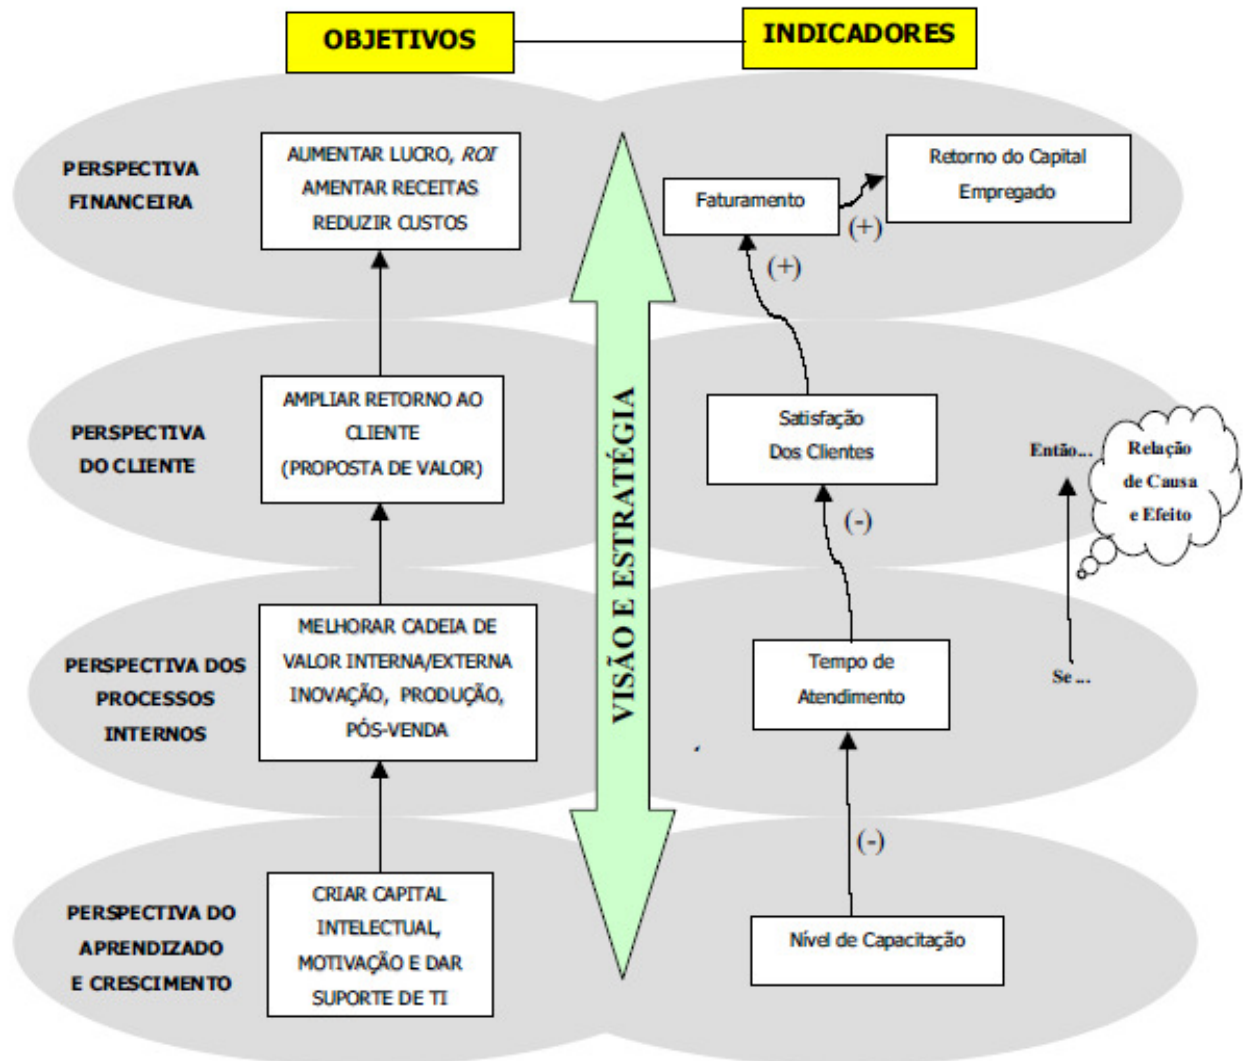 OBJETIVOS
INDICADORES
PERSPECTIVA
FINANCEIRA
AUMENTAR LUCRO, ROI
AMENTAR RECEITAS
REDUZIR CUSTOS
Faturamento
Retorno do Capital
Empregado
(+)
(+)
PERSPECTIVA
DO CLIENTE
AMPLIAR RETORNO AO
CLIENTE
(PROPOSTA DE VALOR)
VISÃO E ESTRATÉGIA
Satisfação
Dos Clientes
(-)
Então...
Relação
de Causa
e Efeito
Se ...
PERSPECTIVA DOS
PROCESSOS
INTERNOS
MELHORAR CADEIA DE
VALOR INTERNA/EXTERNA
INOVAÇÃO, PRODUÇÃO,
PÓS-VENDA
Tempo de
Atendimento
(-)
PERSPECTIVA DO
APRENDIZADO
E CRESCIMENTO
CRIAR CAPITAL
INTELECTUAL,
MOTIVAÇÃO E DAR
SUPORTE DE TI
Nível de Capacitação